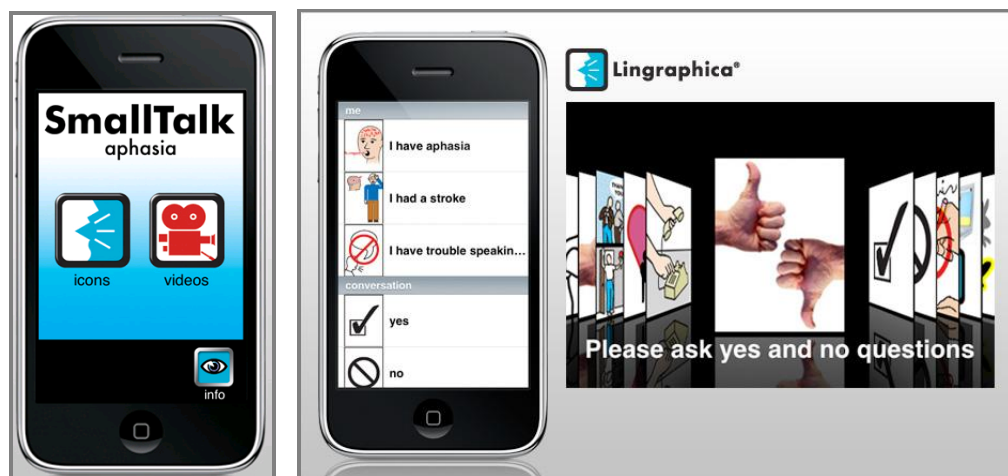 SmallTalk
aphasia
icons
videos
info
me
I have aphasia
I had a stroke
I have trouble speakin...
conversation
yes
no
Lingraphica®
Please ask yes and no questions